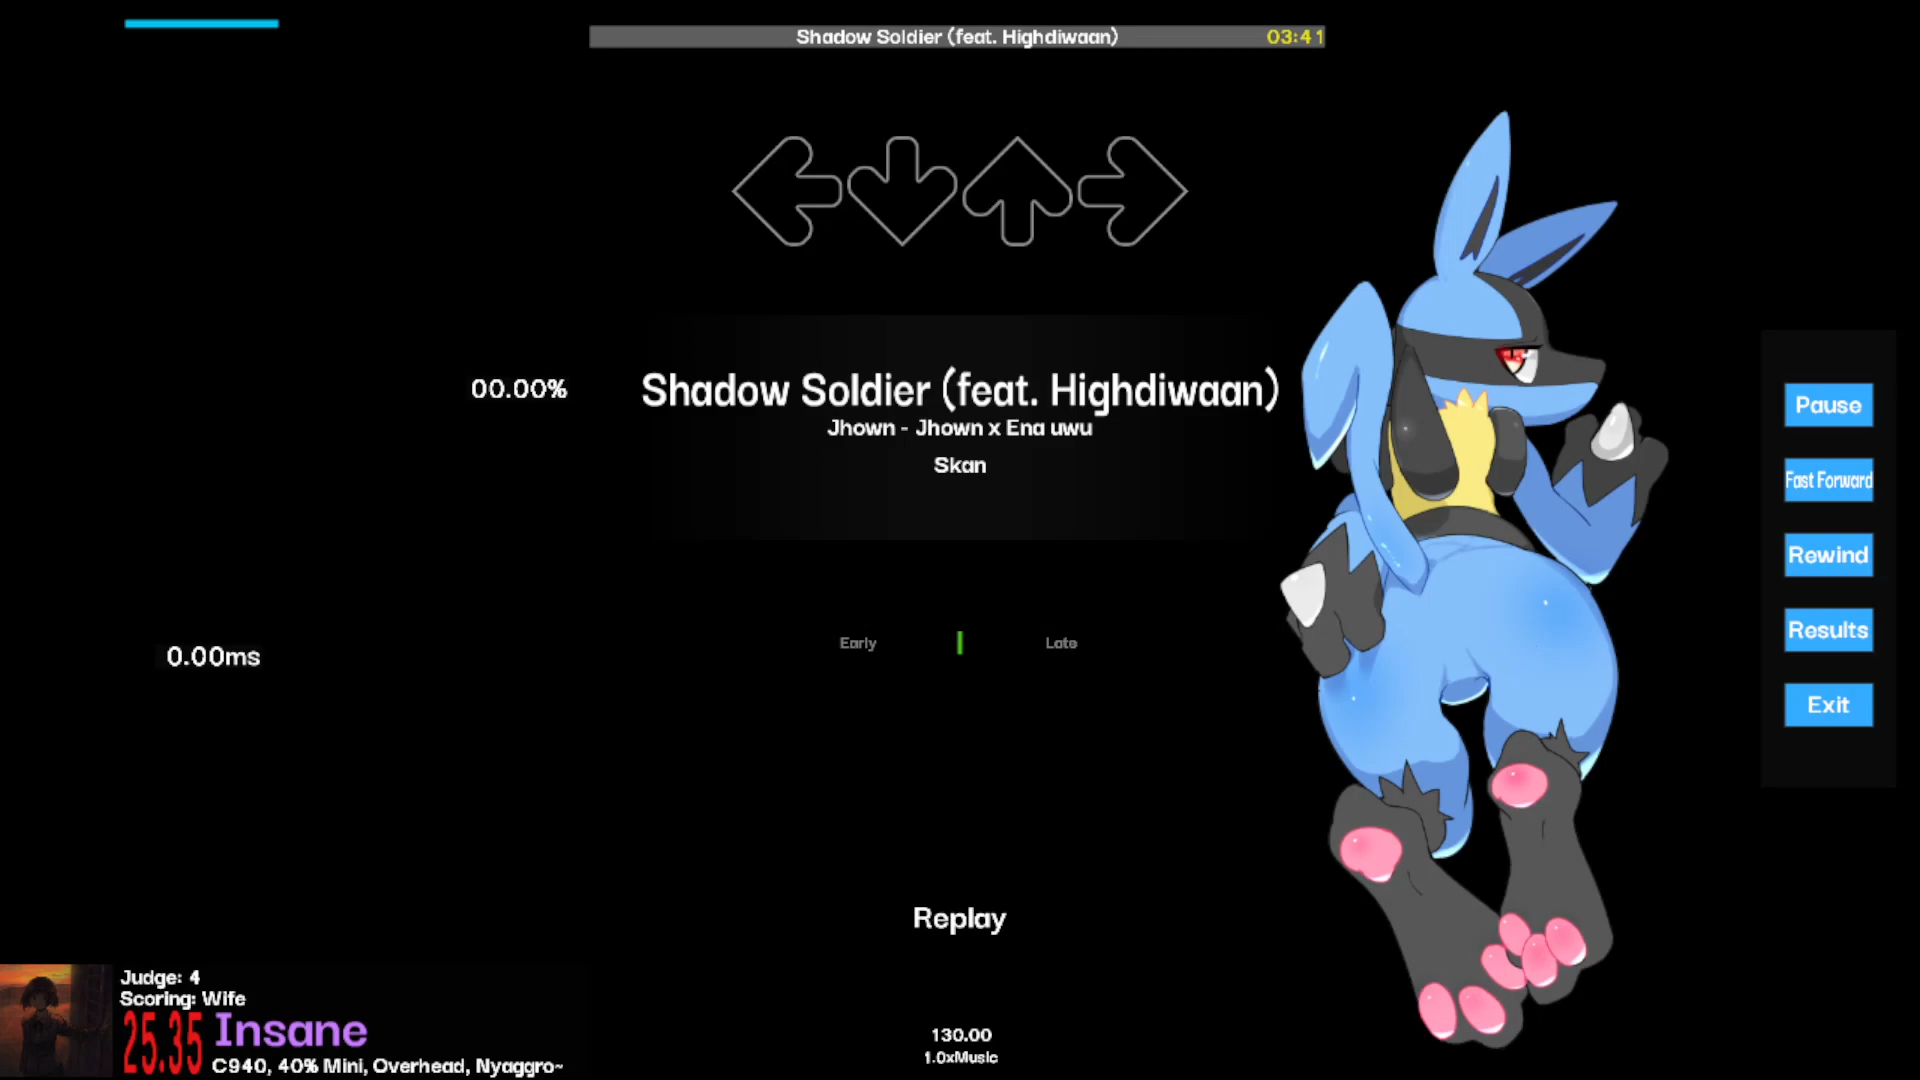 Shadow Soldier (feat. Highdiwaan) 03:41
00.00%
Shadow Soldier (feat. Highdiwaan)
Jhown - Jhown x Ena uwu
Skan
Pause
Fast Forward
Rewind
Results
Exit
Early Late
0.00ms
Replay
Judge: 4
Scoring: Wife
25.35 Insane
C940, 40% Mini, Overhead, Nyaggro~
130.00
1.0xMusic